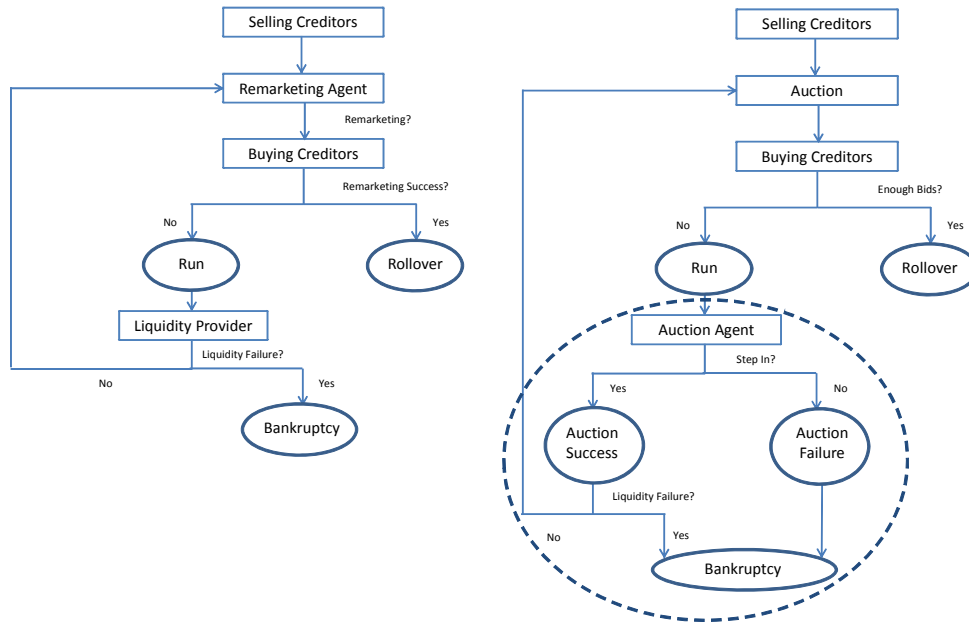 Selling Creditors
Remarketing Agent
Remarketing?
Buying Creditors
Remarketing Success?
No
Yes
Run
Rollover
Liquidity Provider
Liquidity Failure?
No
Yes
Bankruptcy
Selling Creditors
Auction
Buying Creditors
Enough Bids?
No
Yes
Run
Rollover
Auction Agent
Step In?
Yes
No
Auction
Success
Auction
Failure
Liquidity Failure?
No
Yes
Bankruptcy